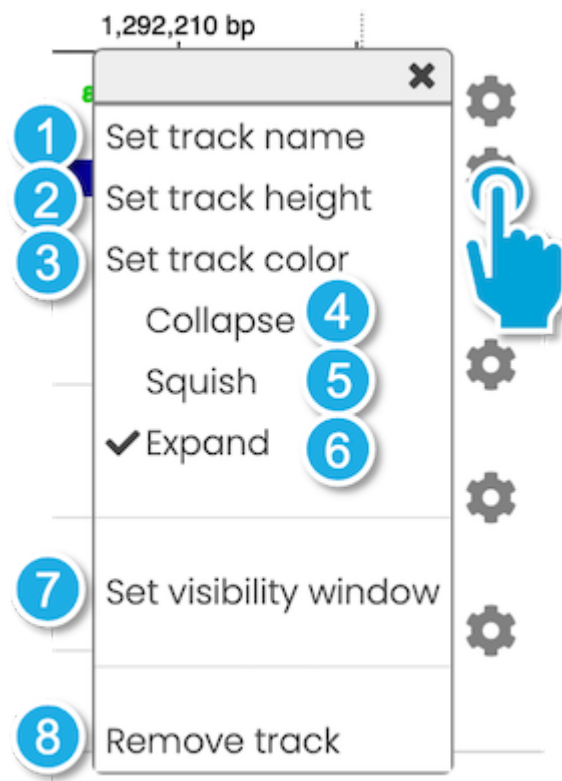 1,292,210 bp
1 Set track name
2 Set track height
3 Set track color
Collapse 4
Squish 5
Expand 6
7 Set visibility window
8 Remove track